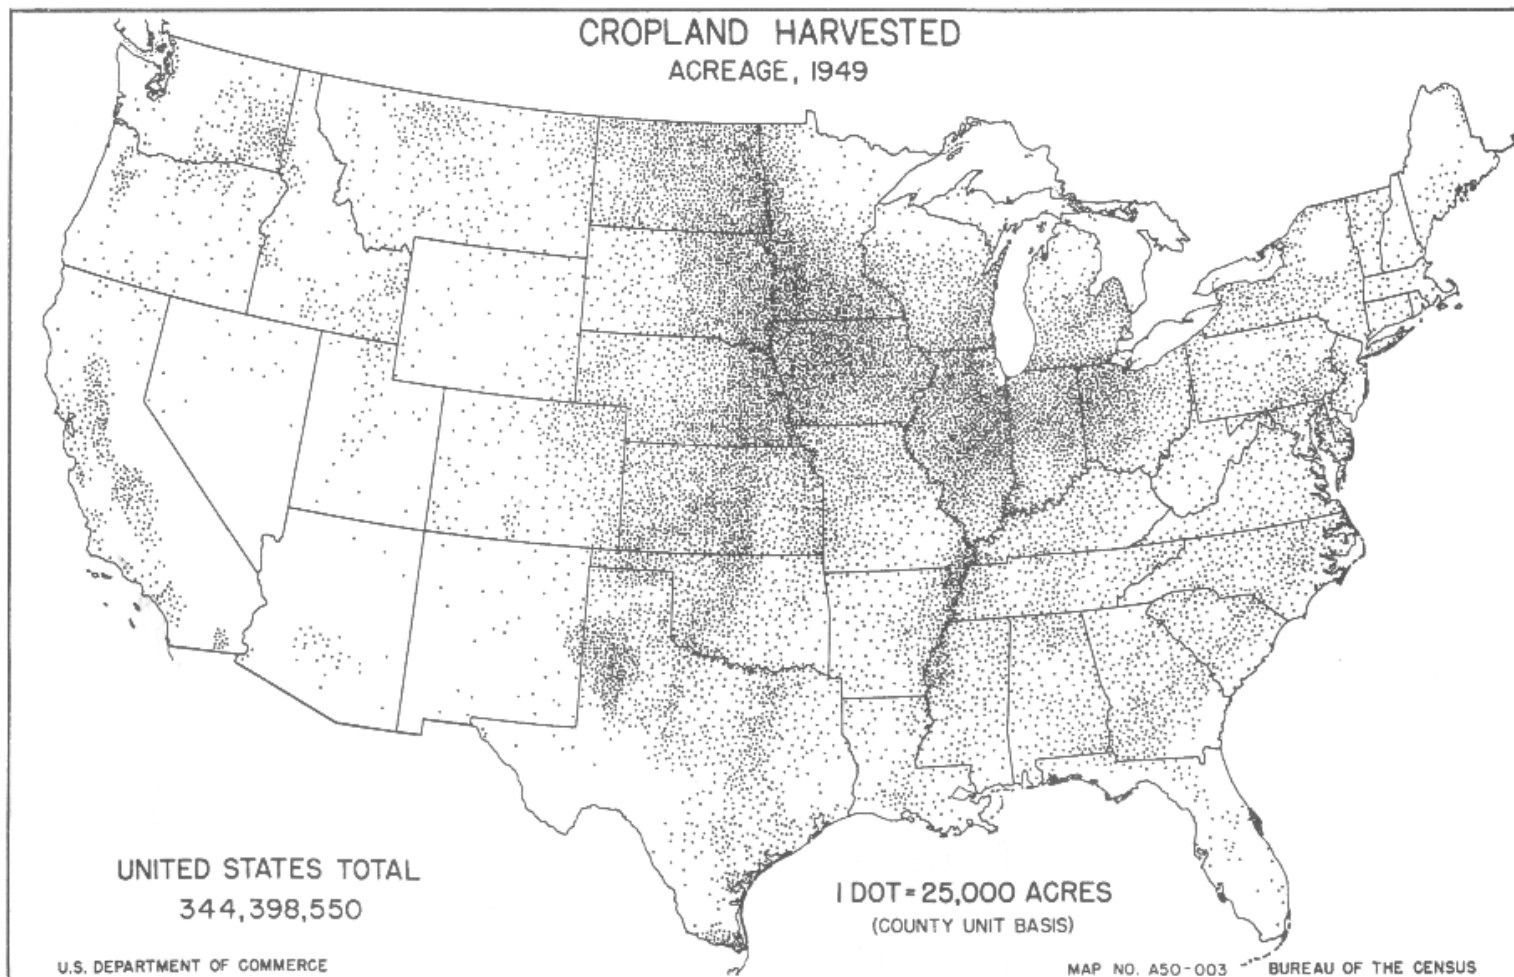 CROPLAND HARVESTED
ACREAGE, 1949
UNITED STATES TOTAL
344,398,550
1 DOT = 25,000 ACRES
(COUNTY UNIT BASIS)
U.S. DEPARTMENT OF COMMERCE
MAP NO. A50-003
BUREAU OF THE CENSUS